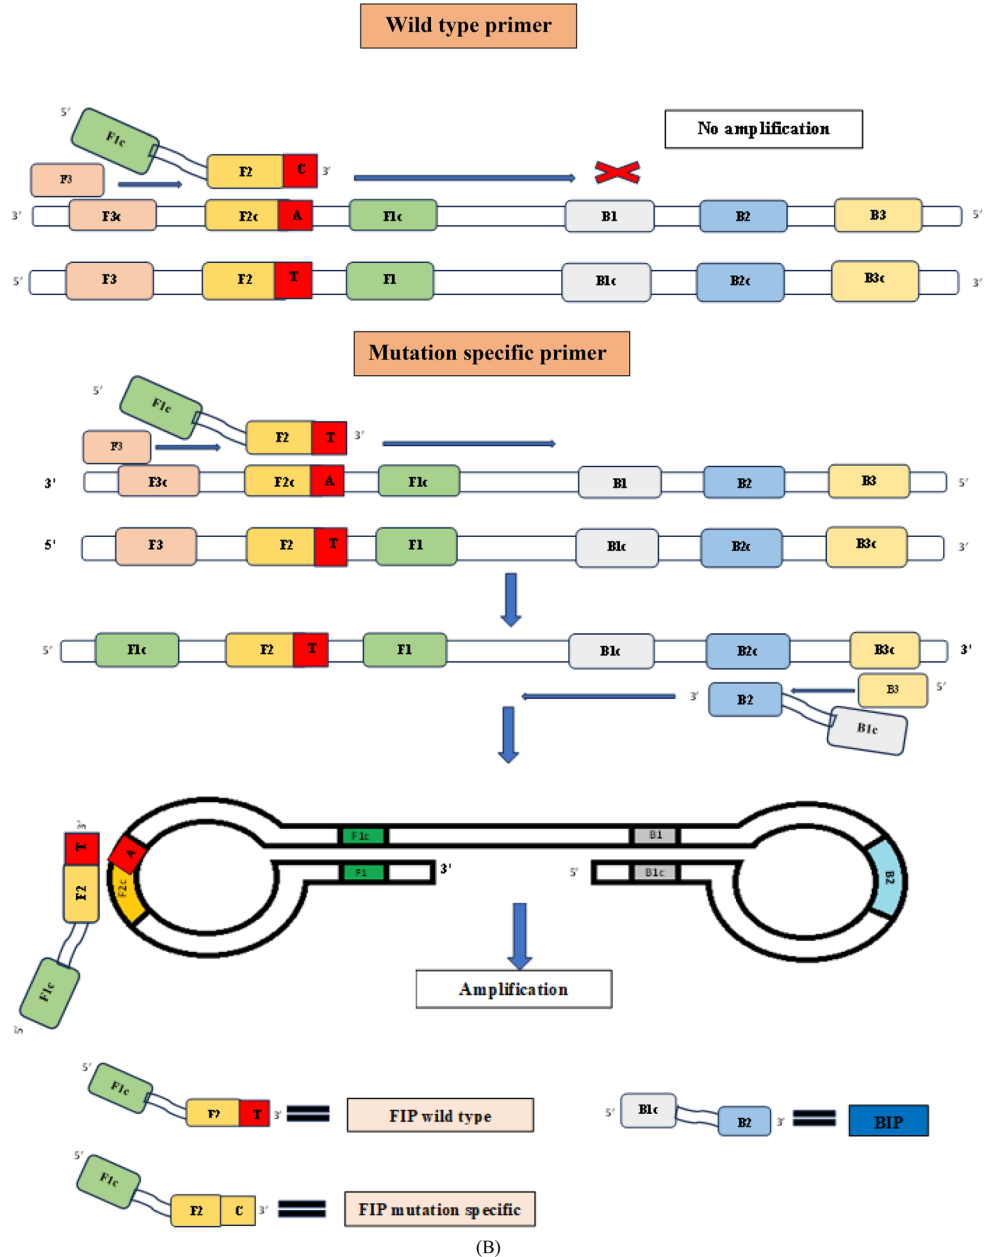 Wild type primer
5'
F1c
No amplification
F3
F2 C 3'
3' F3c F2c A F1c B1 B2 B3 5'
5' F3 F2 T F1 B1c B2c B3c 3'
Mutation specific primer
5' F1c
F3
F2 T 3'
3' F3c F2c A F1c B1 B2 B3 5'
5' F3 F2 T F1 B1c B2c B3c 3'
5' F1c F2 T F1 B1c B2c B3c 3'
3' B2 B3 5'
B1c
3'
T
F2
F1c
5'
A
F2c
F1c B1
F1 3' 5' B1c
B2
Amplification
5' F1c
F2 T 3' FIP wild type
5' B1c B2 3' BIP
5' F1c
F2 C 3' FIP mutation specific
(B)